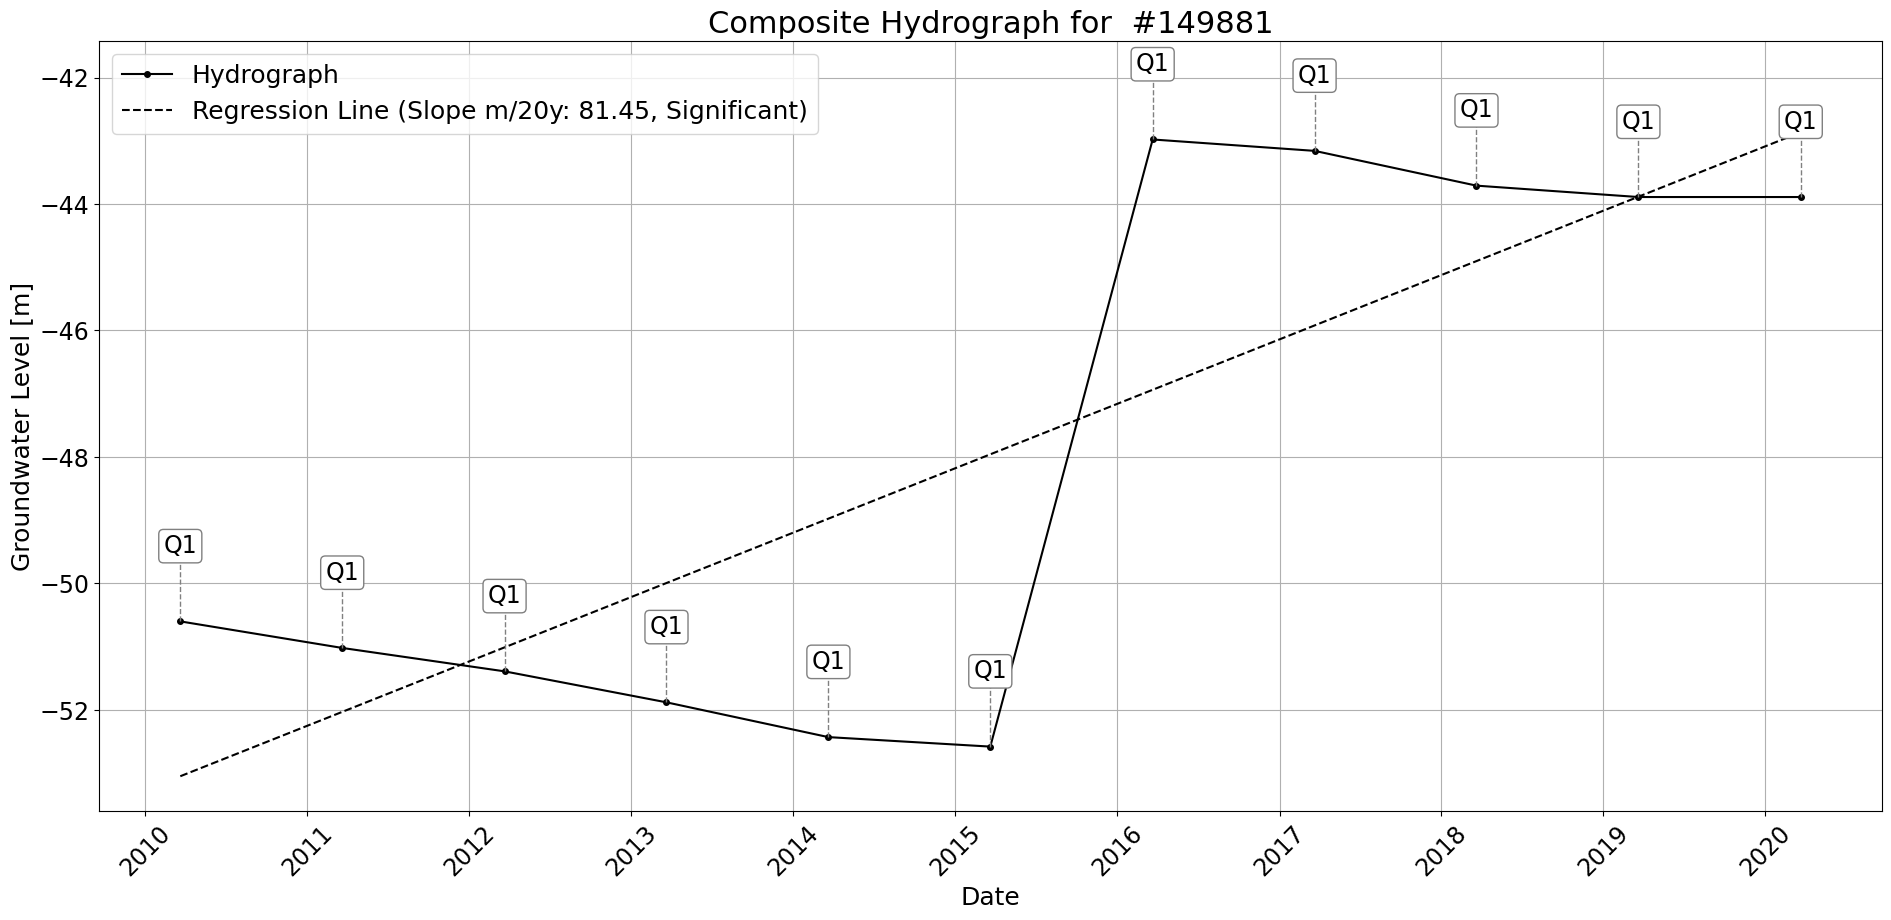 Composite Hydrograph for  #149881
Hydrograph
Regression Line (Slope m/20y: 81.45, Significant)
Q1
Q1
Q1
Q1
Q1
Q1
Q1
Q1
Q1
Q1
Q1
−42
−44
−46
−48
−50
−52
Groundwater Level [m]
2010
2011
2012
2013
2014
2015
2016
2017
2018
2019
2020
Date